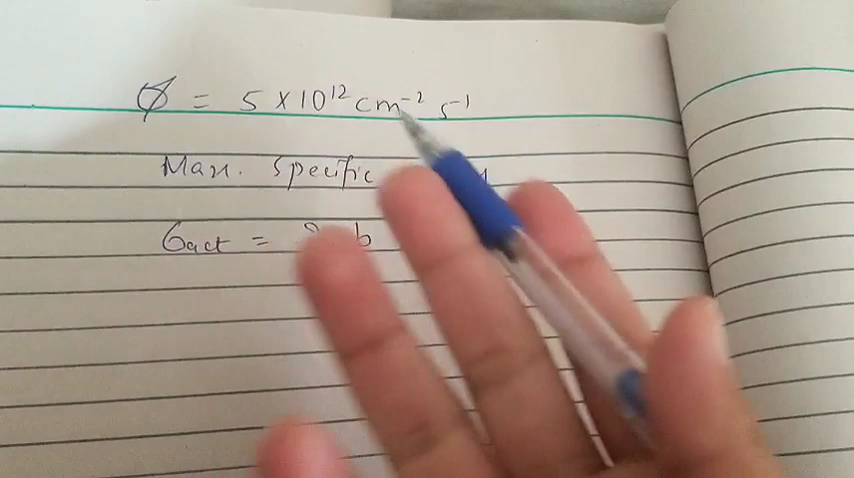 Ø = 5 × 10¹² cm⁻² s⁻¹
Max. Specific
σact = b